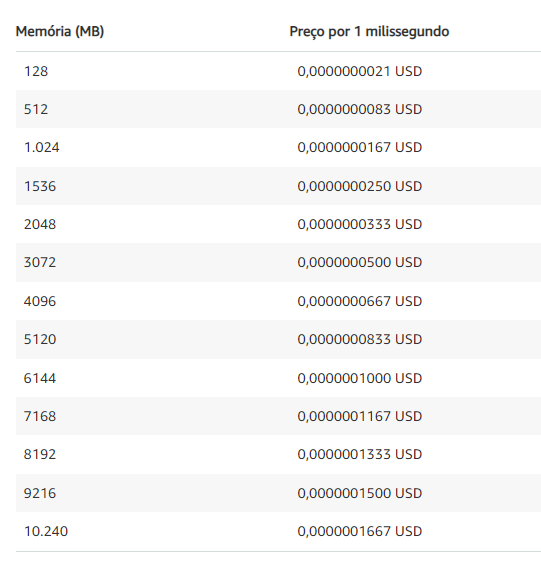 Memória (MB) Preço por 1 milissegundo
128 0,0000000021 USD
512 0,0000000083 USD
1.024 0,0000000167 USD
1536 0,0000000250 USD
2048 0,0000000333 USD
3072 0,0000000500 USD
4096 0,0000000667 USD
5120 0,0000000833 USD
6144 0,0000001000 USD
7168 0,0000001167 USD
8192 0,0000001333 USD
9216 0,0000001500 USD
10.240 0,0000001667 USD